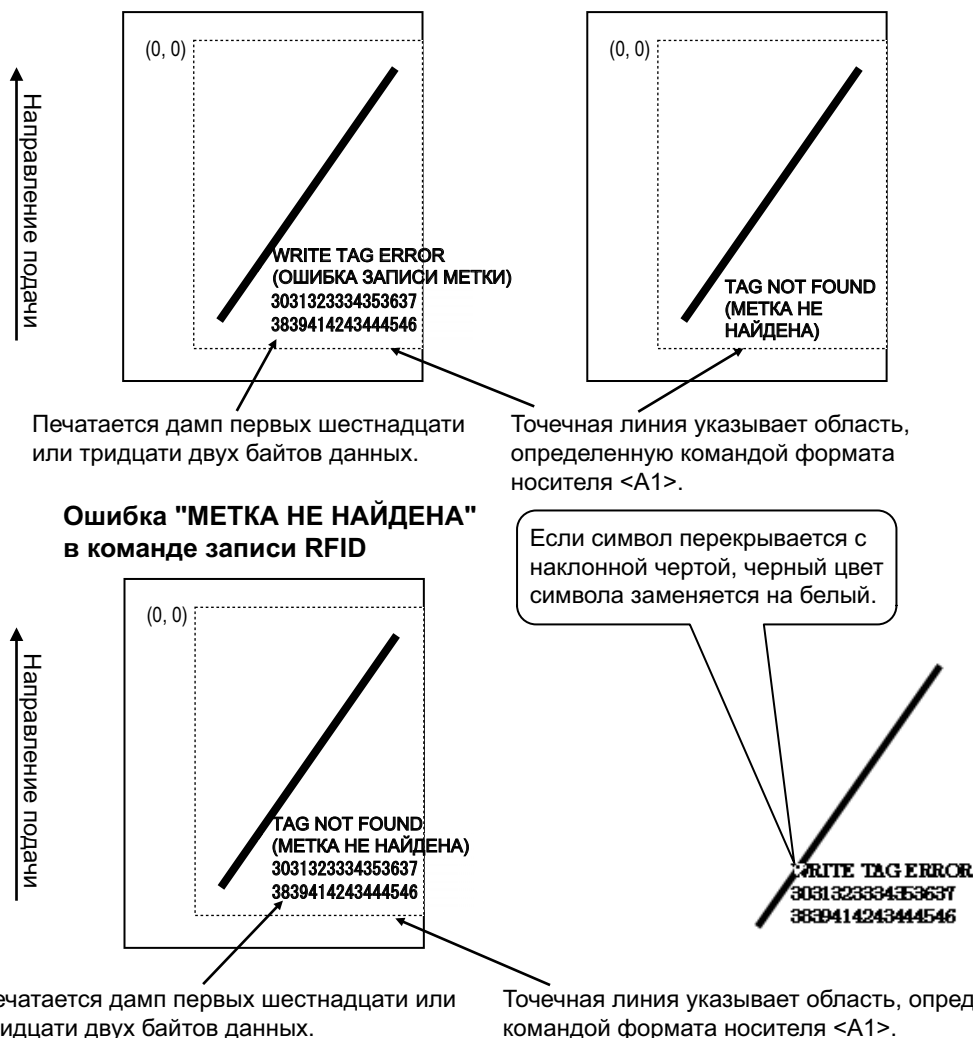 (0, 0)
Направление подачи
WRITE TAG ERROR
(ОШИБКА ЗАПИСИ МЕТКИ)
3031323334353637
3839414243444546
(0, 0)
TAG NOT FOUND
(МЕТКА НЕ
НАЙДЕНА)
Печатается дамп первых шестнадцати
или тридцати двух байтов данных.
Точечная линия указывает область,
определенную командой формата
носителя <A1>.
Ошибка "МЕТКА НЕ НАЙДЕНА"
в команде записи RFID
Если символ перекрывается с
наклонной чертой, черный цвет
символа заменяется на белый.
(0, 0)
Направление подачи
TAG NOT FOUND
(МЕТКА НЕ НАЙДЕНА)
3031323334353637
3839414243444546
WRITE TAG ERROR
3031323334353637
3839414243444546
ечатается дамп первых шестнадцати или
идцати двух байтов данных.
Точечная линия указывает область, опред
командой формата носителя <A1>.